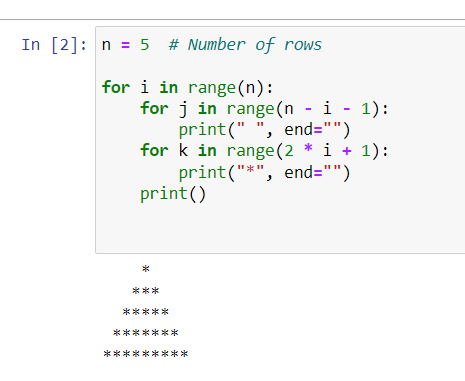 In [2]: n = 5  # Number of rows
for i in range(n):
    for j in range(n - i - 1):
        print(" ", end="")
    for k in range(2 * i + 1):
        print("*", end="")
    print()
    *
   ***
  *****
 *******
*********